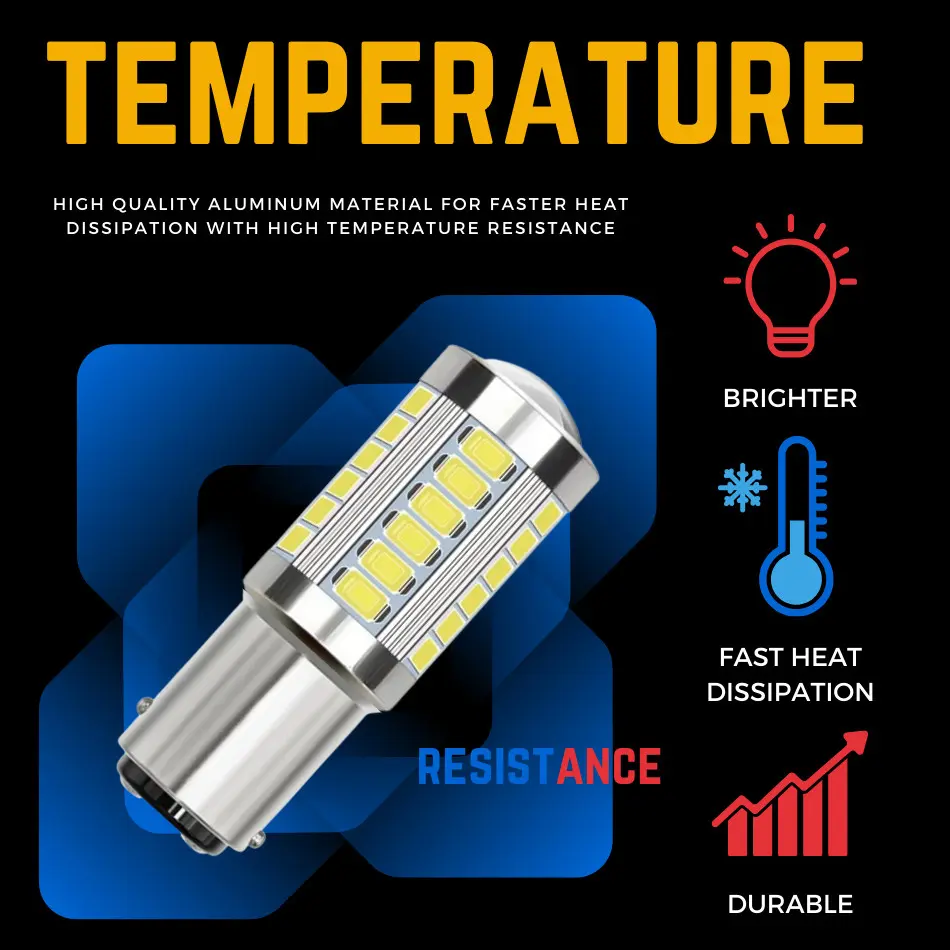 TEMPERATURE
HIGH QUALITY ALUMINUM MATERIAL FOR FASTER HEAT
DISSIPATION WITH HIGH TEMPERATURE RESISTANCE
BRIGHTER
FAST HEAT
DISSIPATION
RESISTANCE
DURABLE